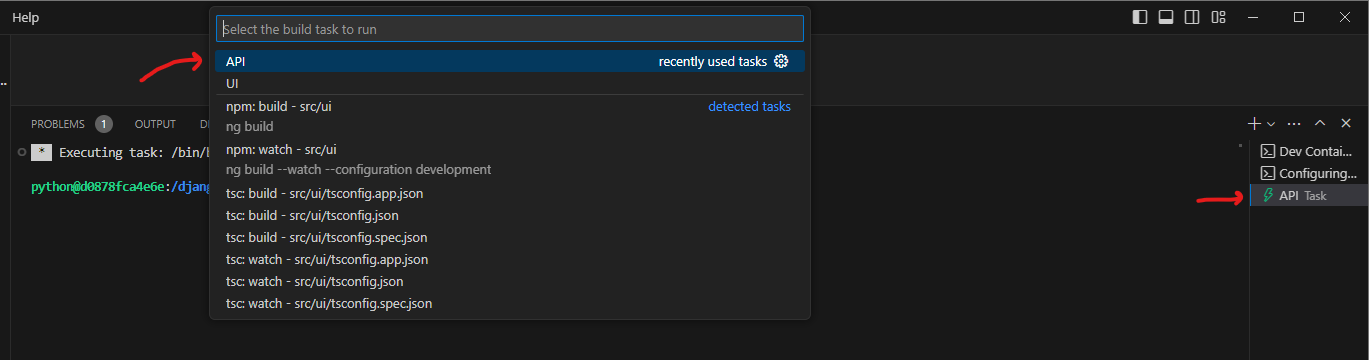 Help
Select the build task to run
API recently used tasks
UI
npm: build - src/ui detected tasks
ng build
npm: watch - src/ui
ng build --watch --configuration development
tsc: build - src/ui/tsconfig.app.json
tsc: build - src/ui/tsconfig.json
tsc: build - src/ui/tsconfig.spec.json
tsc: watch - src/ui/tsconfig.app.json
tsc: watch - src/ui/tsconfig.json
tsc: watch - src/ui/tsconfig.spec.json
PROBLEMS 1 OUTPUT
* Executing task: /bin/
python@d0878fca4e6e:/djang
Dev Contai...
Configuring...
API Task